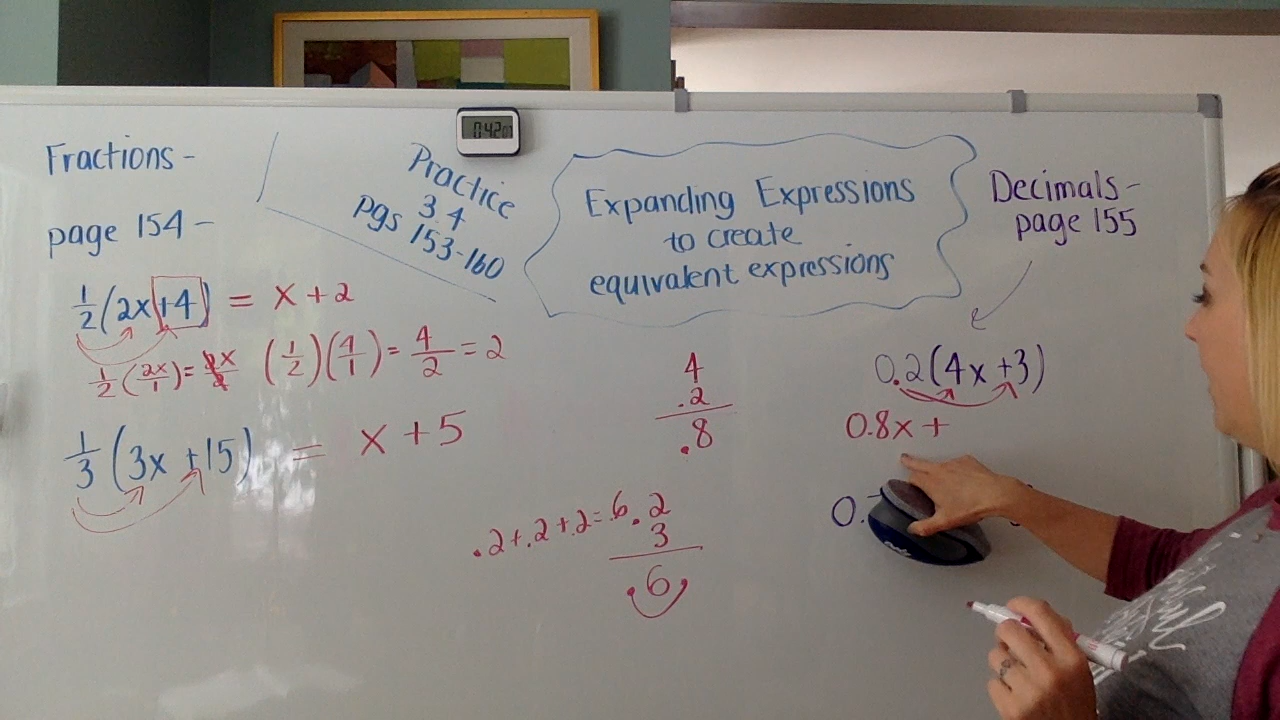 Fractions -
page 154 -
Practice
3.4
pgs 153-160
Expanding Expressions
to create
equivalent expressions
Decimals -
page 155
½(2x+4) = x + 2
½(2x/1) = 2x/2 (1/2)(4/1) = 4/2 = 2
⅓(3x +15) = x + 5
4
.2
.8
.2+.2+.2=.6
.2
3
.6
0.2(4x+3)
0.8x +
0.